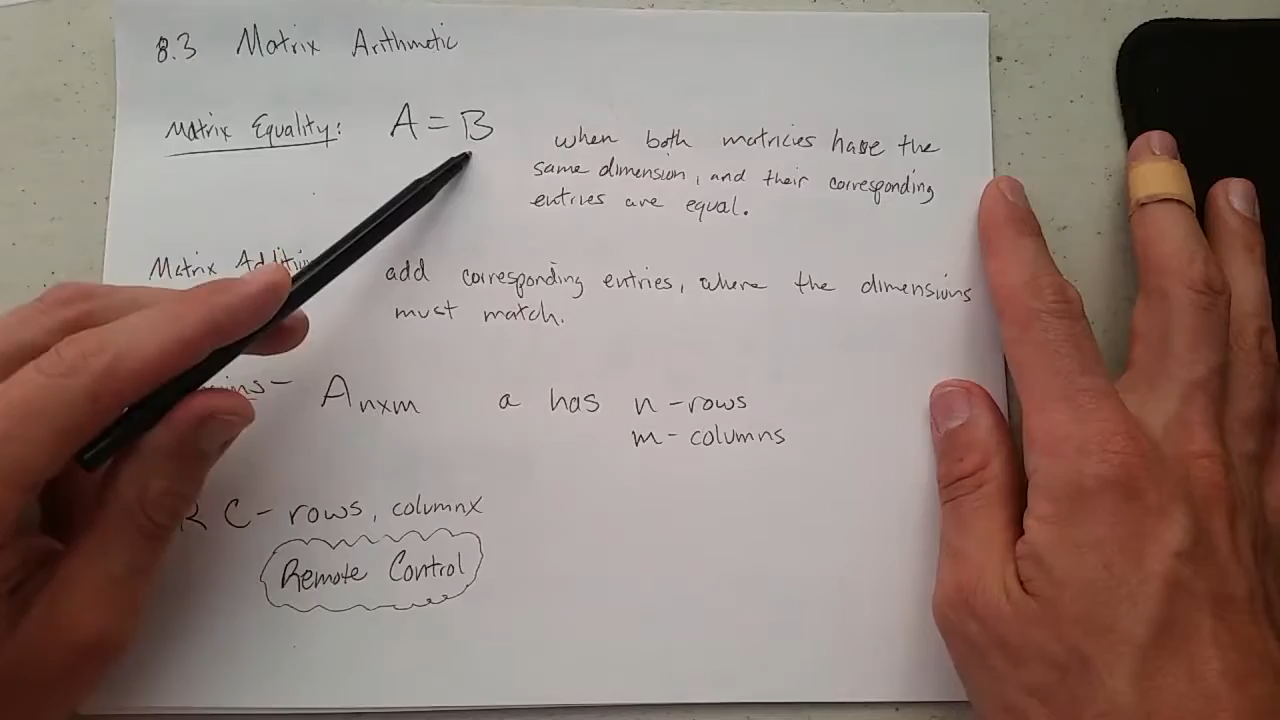 8.3 Matrix Arithmetic
Matrix Equality: A = B
when both matricies have the
same dimension, and their corresponding
entries are equal.
Matrix add corresponding entries, where the dimensions
must match.
Anxm a has n-rows
m-columns
R C - rows, columnx
Remote Control